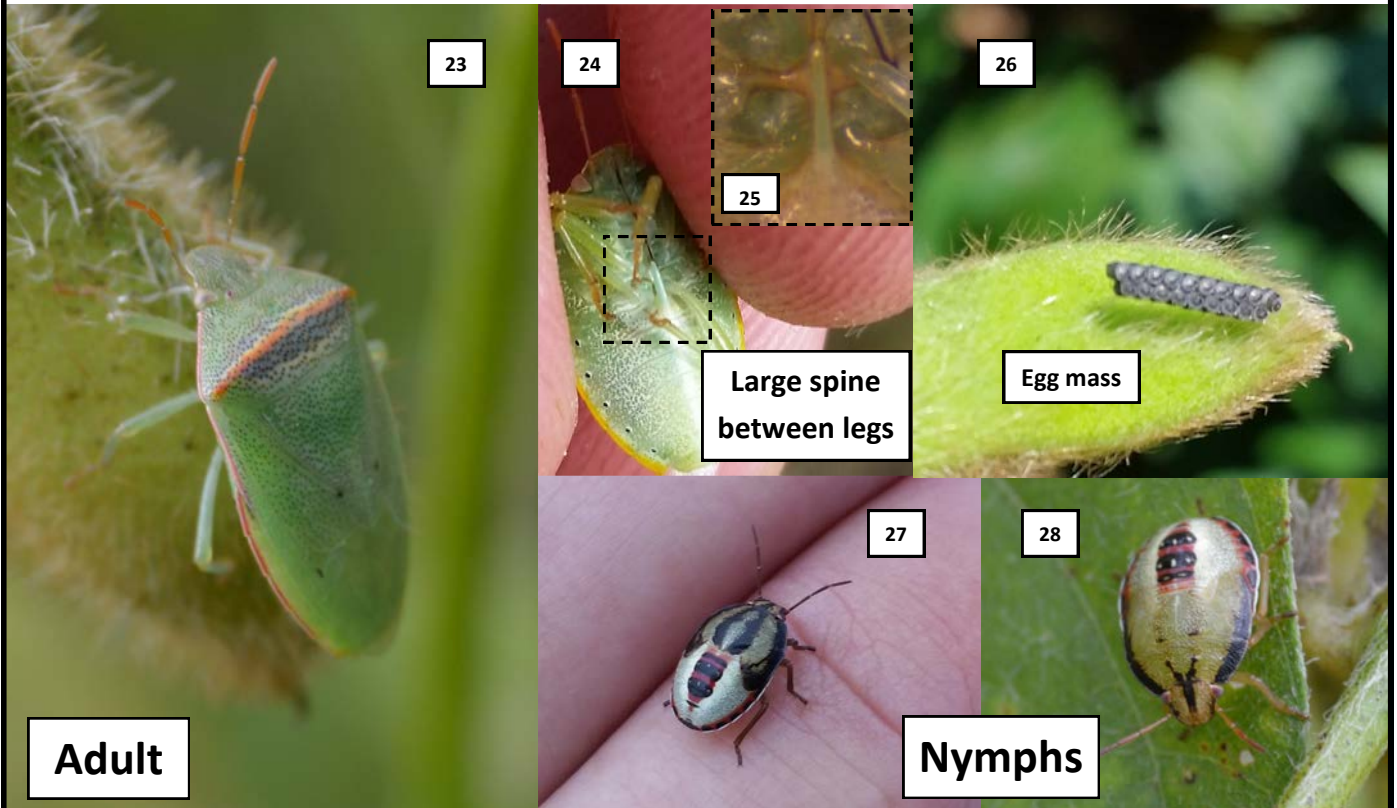 23
24
25
26
Large spine
between legs
Egg mass
27
28
Adult
Nymphs